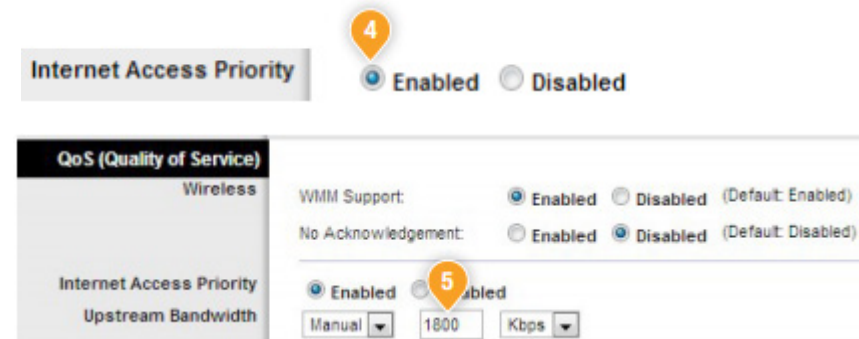 4
Internet Access Priority Enabled Disabled
QoS (Quality of Service)
Wireless WMM Support: Enabled Disabled (Default: Enabled)
No Acknowledgement: Enabled Disabled (Default: Disabled)
5
Internet Access Priority Enabled abled
Upstream Bandwidth Manual 1800 Kbps